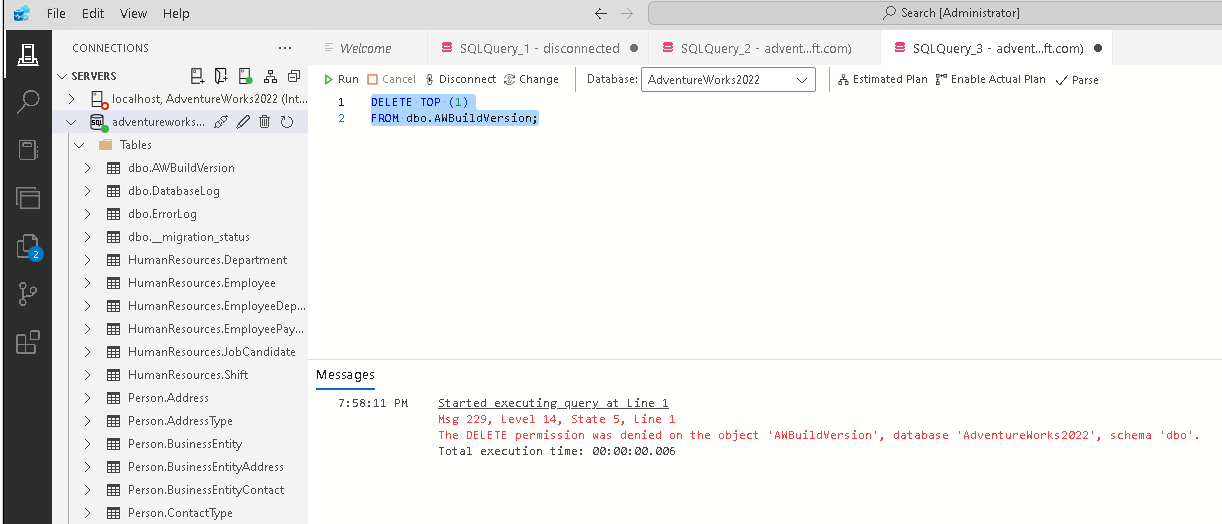 File Edit View Help
Search [Administrator]
CONNECTIONS
Welcome
SQLQuery_1 - disconnected
SQLQuery_2 - advent...ft.com)
SQLQuery_3 - advent...ft.com)
SERVERS
Run Cancel Disconnect Change Database: AdventureWorks2022 Estimated Plan Enable Actual Plan Parse
localhost, AdventureWorks2022 (Int...
SQL adventureworks...
Tables
dbo.AWBuildVersion
dbo.DatabaseLog
dbo.ErrorLog
dbo.__migration_status
HumanResources.Department
HumanResources.Employee
HumanResources.EmployeeDep...
HumanResources.EmployeePay...
HumanResources.JobCandidate
HumanResources.Shift
Person.Address
Person.AddressType
Person.BusinessEntity
Person.BusinessEntityAddress
Person.BusinessEntityContact
Person.ContactType
2
1 DELETE TOP (1)
2 FROM dbo.AWBuildVersion;
Messages
7:58:11 PM Started executing query at Line 1
Msg 229, Level 14, State 5, Line 1
The DELETE permission was denied on the object 'AWBuildVersion', database 'AdventureWorks2022', schema 'dbo'.
Total execution time: 00:00:00.006